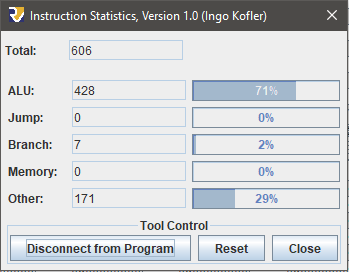 Instruction Statistics, Version 1.0 (Ingo Kofler)
Total: 606
ALU: 428 71%
Jump: 0 0%
Branch: 7 2%
Memory: 0 0%
Other: 171 29%
Tool Control
Disconnect from Program Reset Close